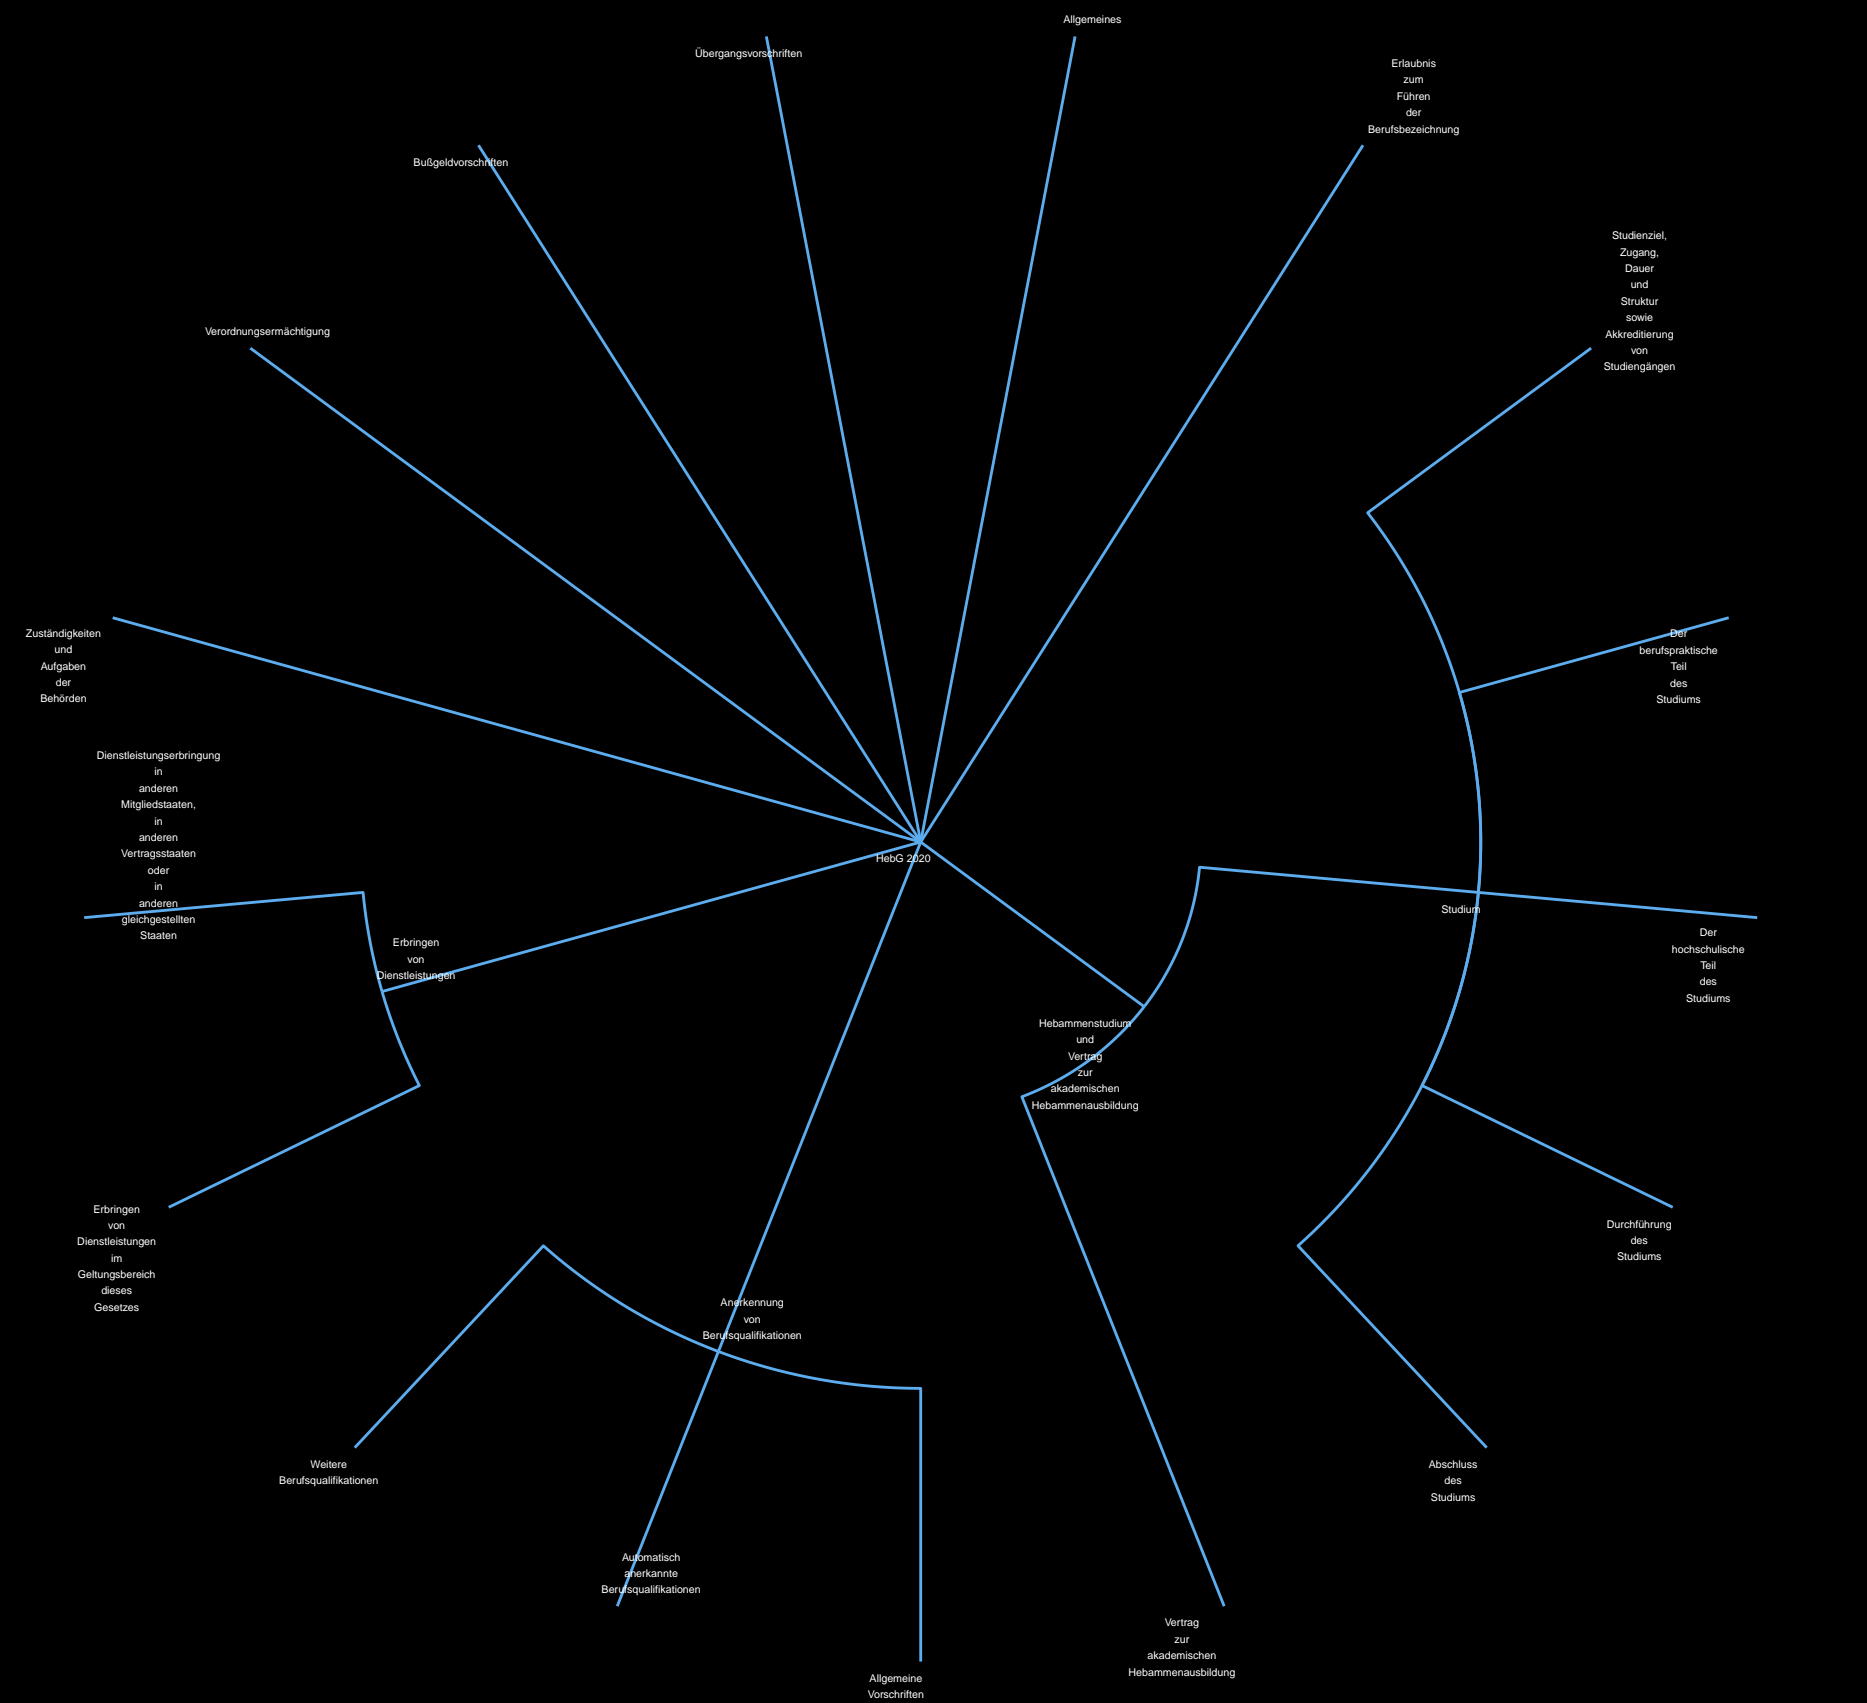 Allgemeines
Übergangsvorschriften
Erlaubnis
zum
Führen
der
Berufsbezeichnung
Bußgeldvorschriften
Studienziel,
Zugang,
Dauer
und
Struktur
sowie
Akkreditierung
von
Studiengängen
Verordnungsermächtigung
Zuständigkeiten
und
Aufgaben
der
Behörden
Der
berufspraktische
Teil
des
Studiums
Dienstleistungserbringung
in
anderen
Mitgliedstaaten,
in
anderen
Vertragsstaaten
oder
in
anderen
gleichgestellten
Staaten
HebG 2020
Studium
Der
hochschulische
Teil
des
Studiums
Erbringen
von
Dienstleistungen
Hebammenstudium
und
Vertrag
zur
akademischen
Hebammenausbildung
Erbringen
von
Dienstleistungen
im
Geltungsbereich
dieses
Gesetzes
Durchführung
des
Studiums
Anerkennung
von
Berufsqualifikationen
Weitere
Berufsqualifikationen
Abschluss
des
Studiums
Automatisch
anerkannte
Berufsqualifikationen
Vertrag
zur
akademischen
Hebammenausbildung
Allgemeine
Vorschriften